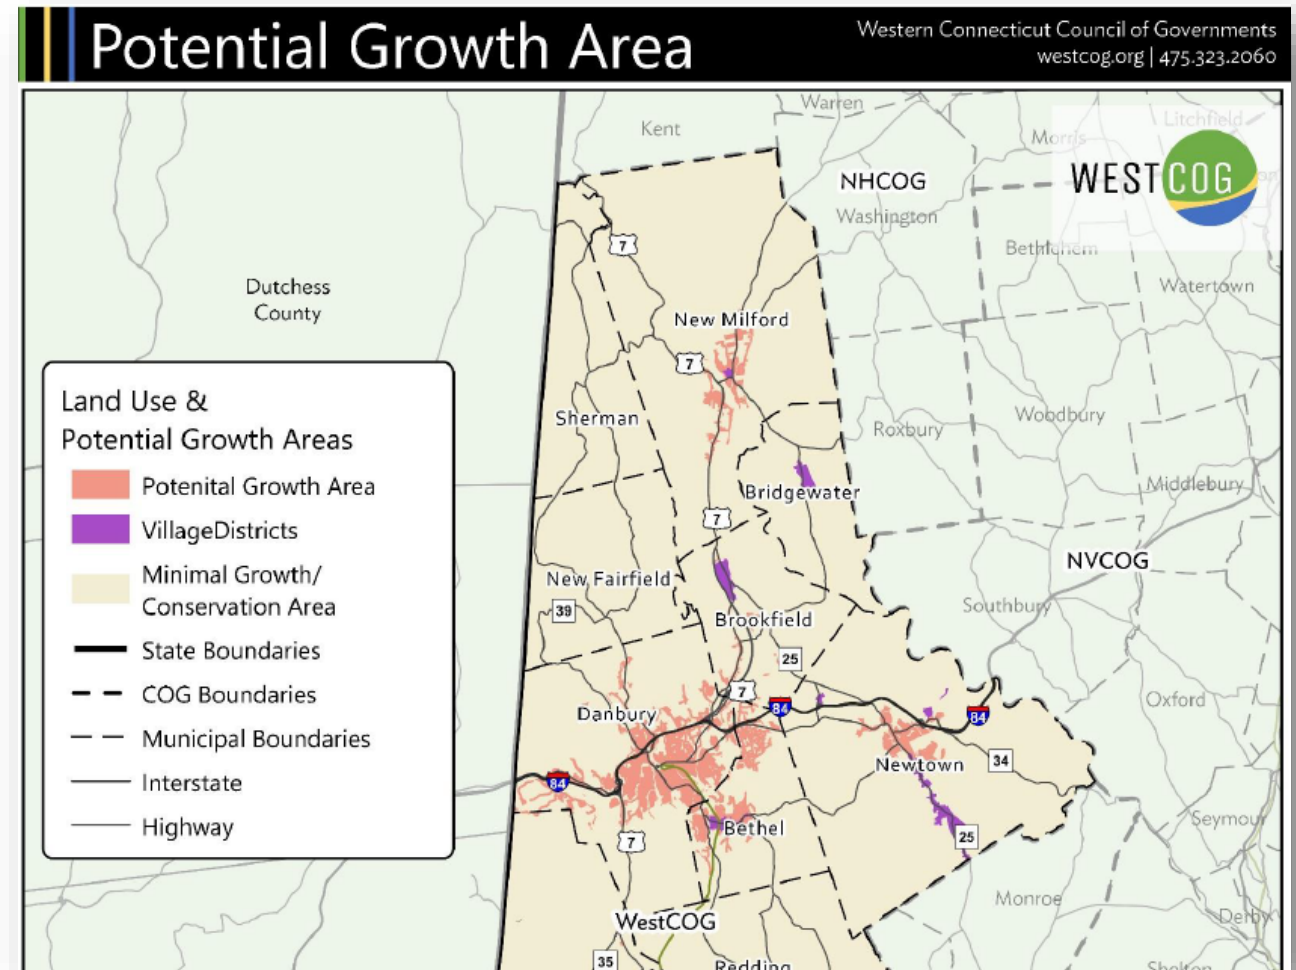 Potential Growth Area
Western Connecticut Council of Governments
westcog.org | 475.323.2060
Warren
Kent
Litchfield
Morris
WESTCOG
NHCOG
Washington
Bethlehem
7
Dutchess
County
Watertown
New Milford
7
Land Use &
Potential Growth Areas
Potenital Growth Area
VillageDistricts
Minimal Growth/
Conservation Area
State Boundaries
COG Boundaries
Municipal Boundaries
Interstate
Highway
Sherman
Roxbury
Woodbury
Bridgewater
Middlebury
7
NVCOG
New Fairfield
39
Southbury
Brookfield
25
7
Oxford
84
84
Danbury
Newtown
34
84
Seymour
Bethel
25
7
Monroe
Derby
WestCOG
35
Redding
Shelton